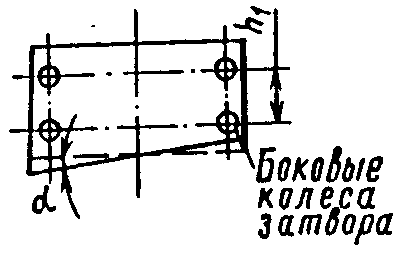 h₁
α
Боковые
колеса
затвора